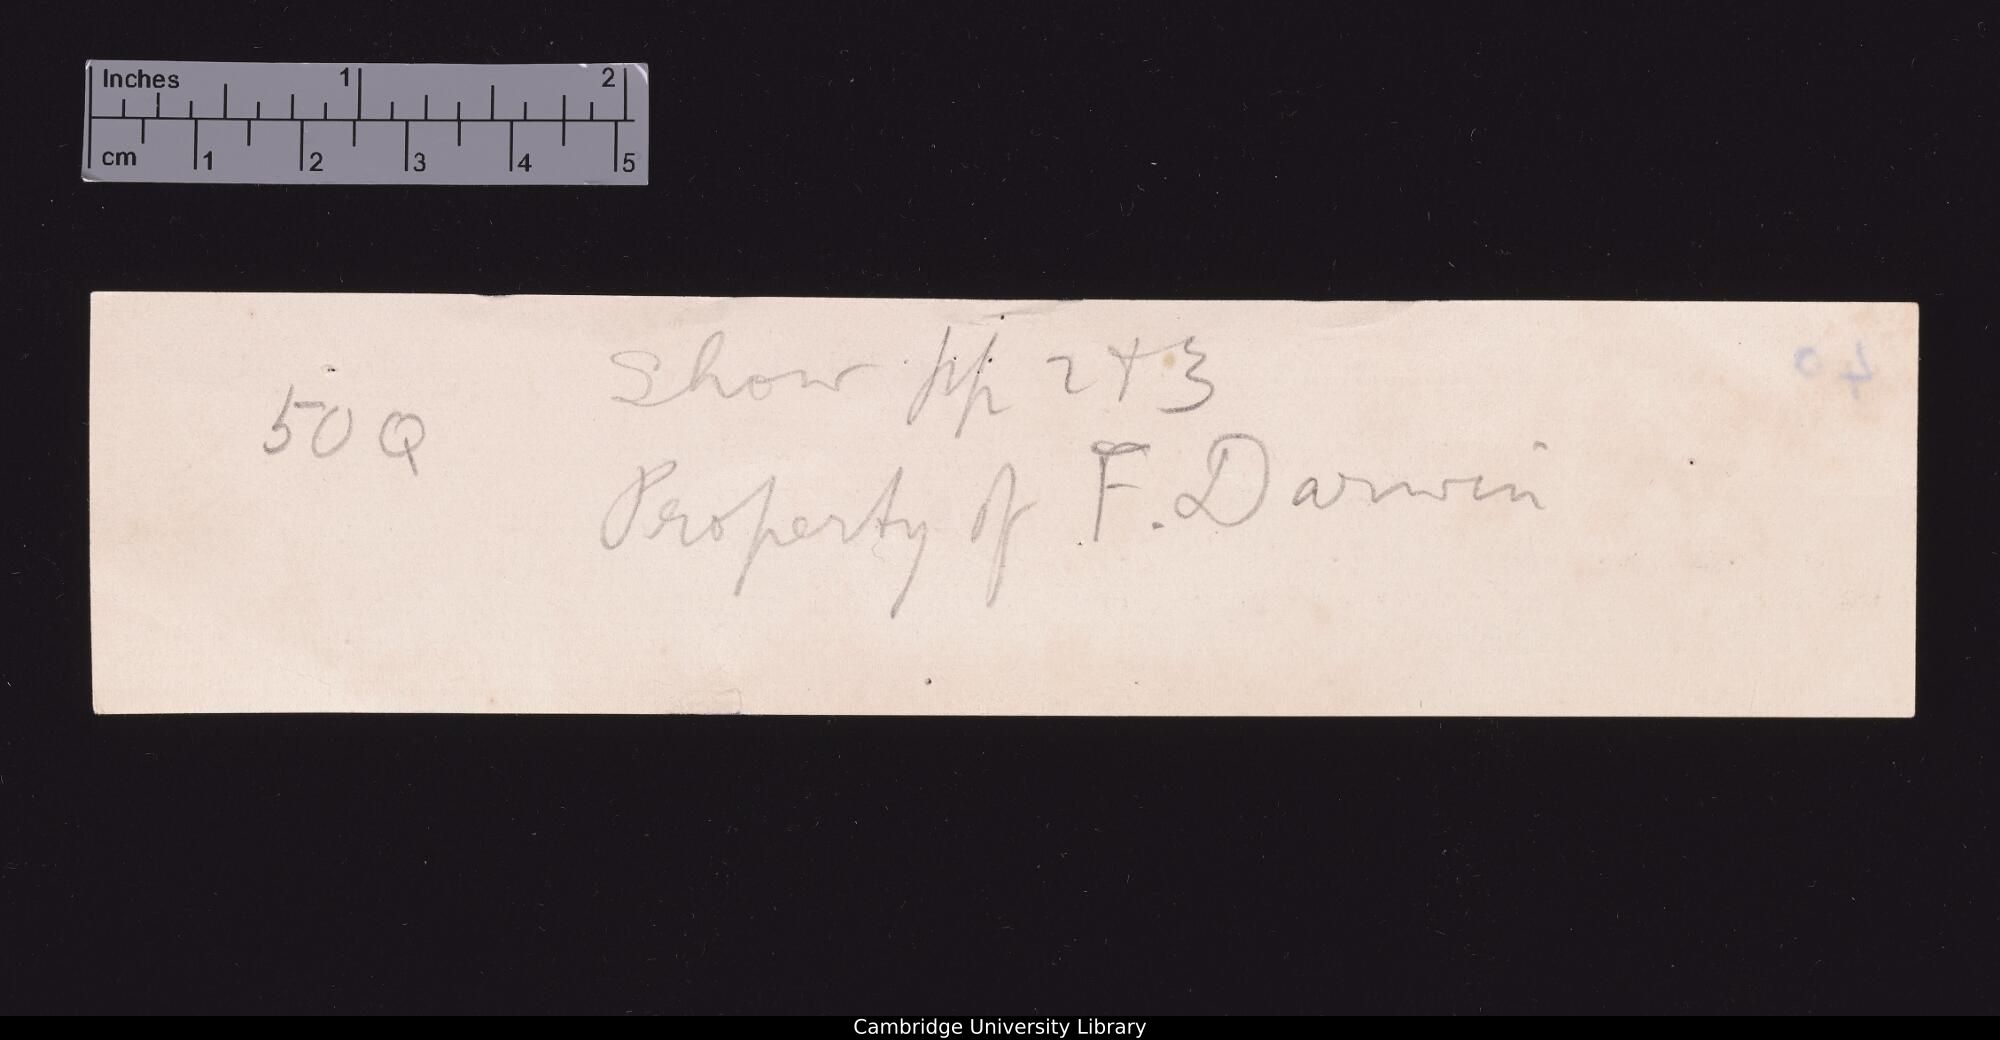 Inches 1 2
cm 1 2 3 4 5
Show pp 2 + 3
50 Q
Property of F. Darwin
Cambridge University Library